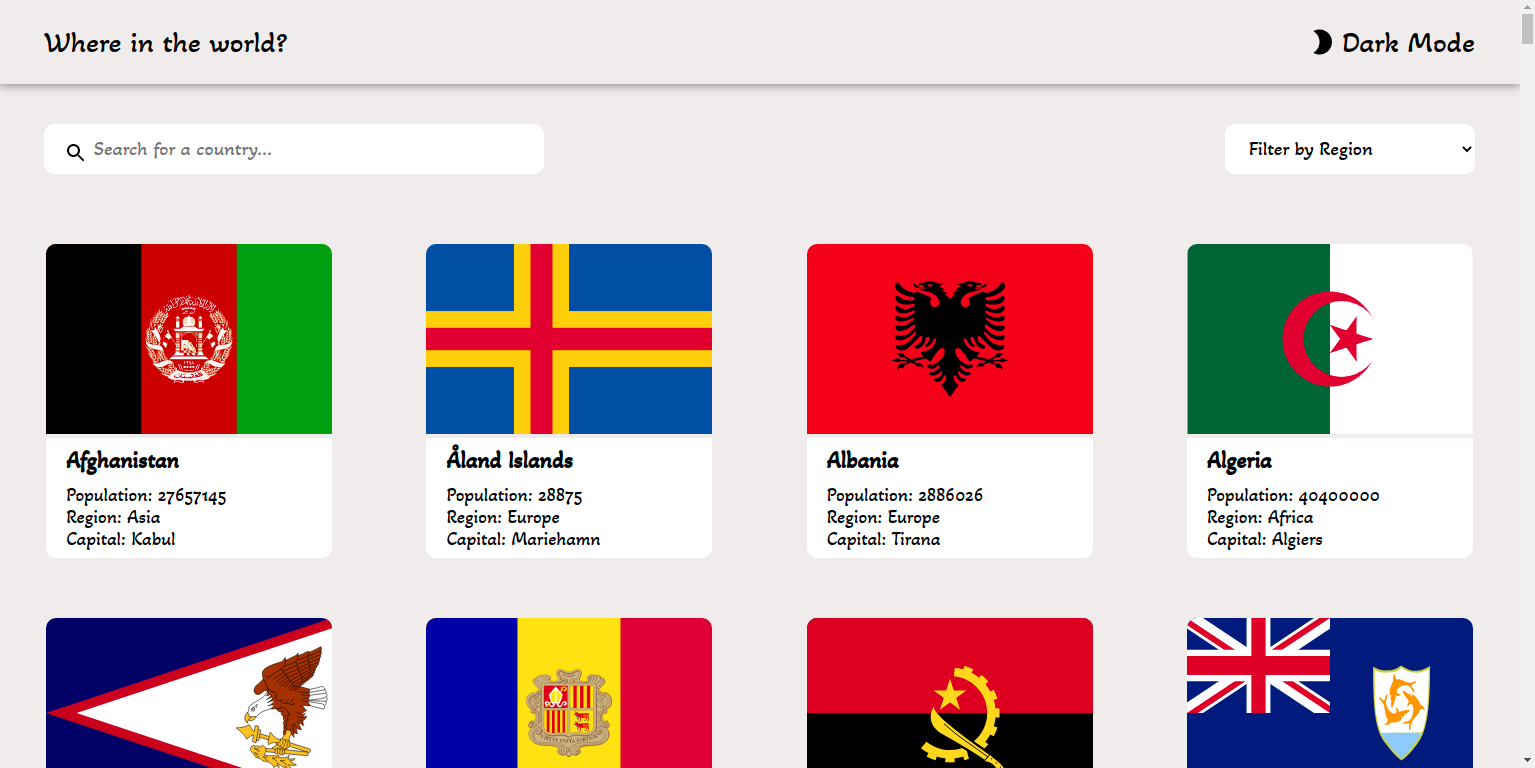 Where in the world?
Dark Mode
Search for a country...
Filter by Region
Afghanistan
Population: 27657145
Region: Asia
Capital: Kabul
Åland Islands
Population: 28875
Region: Europe
Capital: Mariehamn
Albania
Population: 2886026
Region: Europe
Capital: Tirana
Algeria
Population: 40400000
Region: Africa
Capital: Algiers